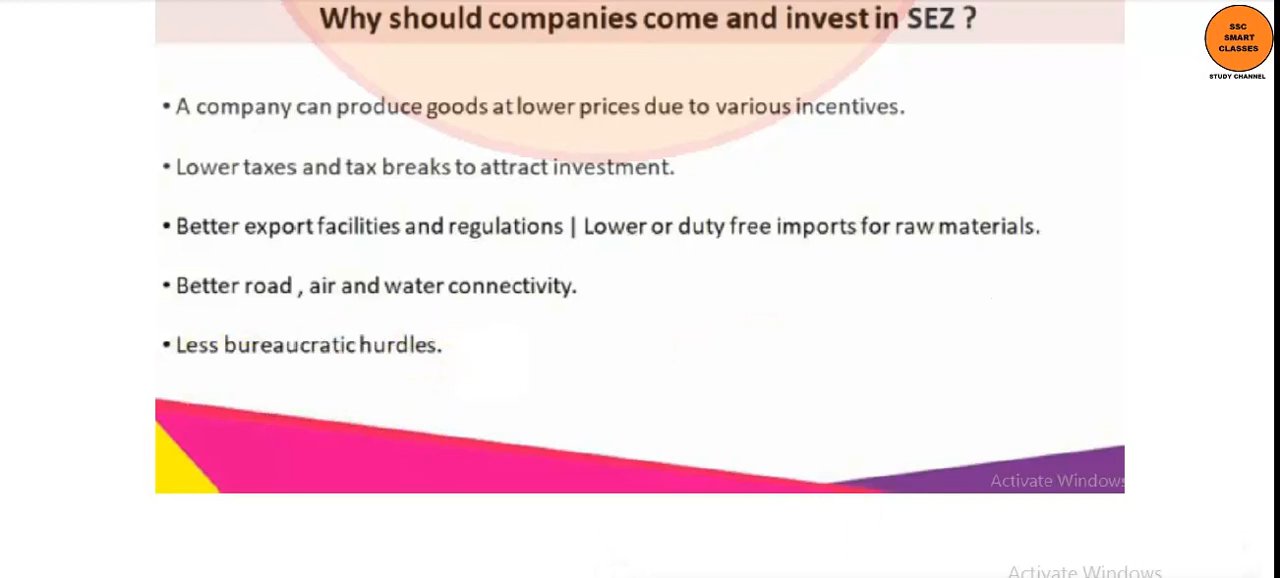 Why should companies come and invest in SEZ ?
SSC
SMART
CLASSES
STUDY CHANNEL
• A company can produce goods at lower prices due to various incentives.
• Lower taxes and tax breaks to attract investment.
• Better export facilities and regulations | Lower or duty free imports for raw materials.
• Better road , air and water connectivity.
• Less bureaucratic hurdles.
Activate Windows
Activate Windows